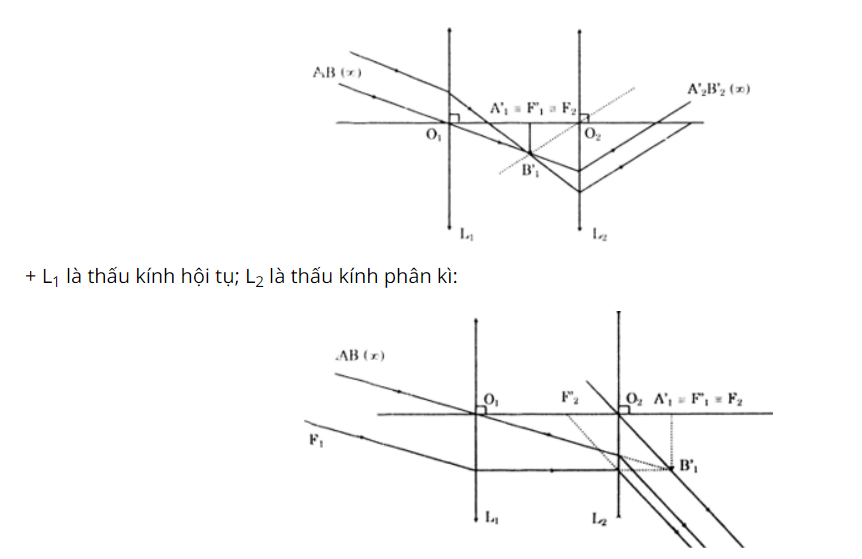 AB (∞)
A'₁ ≡ F'₁ ≡ F₂
A'₂B'₂ (∞)
O₁
O₂
B'₁
L₁
L₂
+ L₁ là thấu kính hội tụ; L₂ là thấu kính phân kì:
AB (∞)
O₁
F'₂
O₂
A'₁ ≡ F'₁ ≡ F₂
F₁
B'₁
L₁
L₂